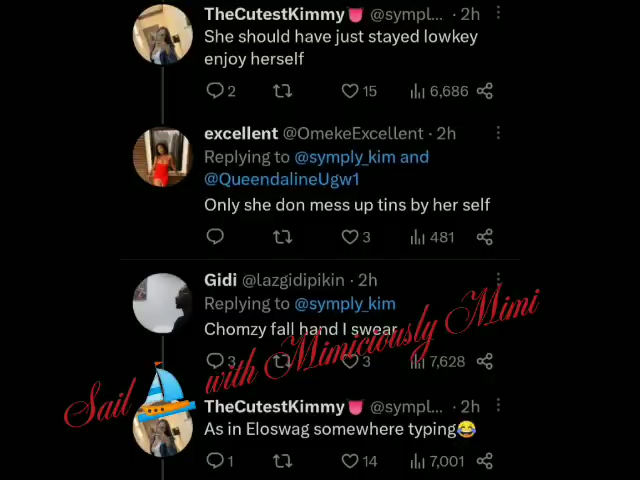 TheCutestKimmy👅 @sympl... · 2h
She should have just stayed lowkey
enjoy herself
2 15 6,686
excellent @OmekeExcellent · 2h
Replying to @symply_kim and
@QueendalineUgw1
Only she don mess up tins by her self
3 481
Gidi @lazgidipikin · 2h
Replying to @symply_kim
Chomzy fall hand I swear
3 3 7,628
Sail ⛵ with Mimiciously Mimi
TheCutestKimmy👅 @sympl... · 2h
As in Eloswag somewhere typing😂
1 14 7,001